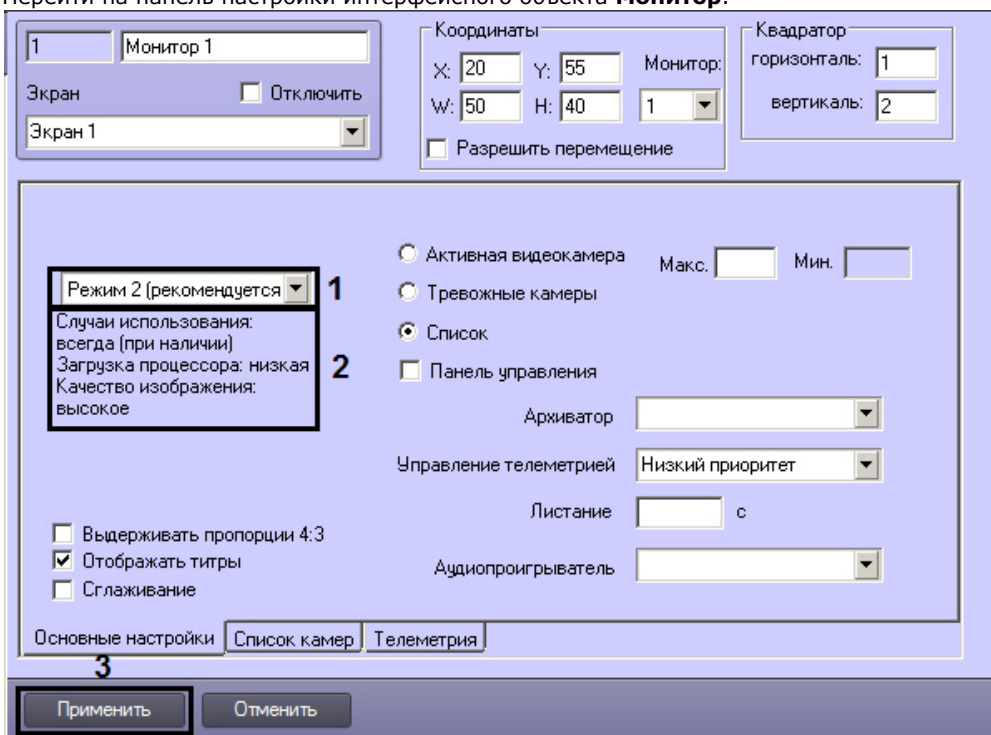 Перейти на панель настройки интерфейсного объекта Монитор.
1 Монитор 1
Экран Отключить
Экран 1
Координаты
X: 20 Y: 55 Монитор:
W: 50 H: 40 1
Разрешить перемещение
Квадратор
горизонталь: 1
вертикаль: 2
Режим 2 (рекомендуется 1
Случаи использования:
всегда (при наличии)
Загрузка процессора: низкая
Качество изображения:
высокое
2
Активная видеокамера Макс. Мин.
Тревожные камеры
Список
Панель управления
Архиватор
Управление телеметрией Низкий приоритет
Листание с
Аудиопроигрыватель
Выдерживать пропорции 4:3
Отображать титры
Сглаживание
Основные настройки Список камер Телеметрия
3
Применить Отменить